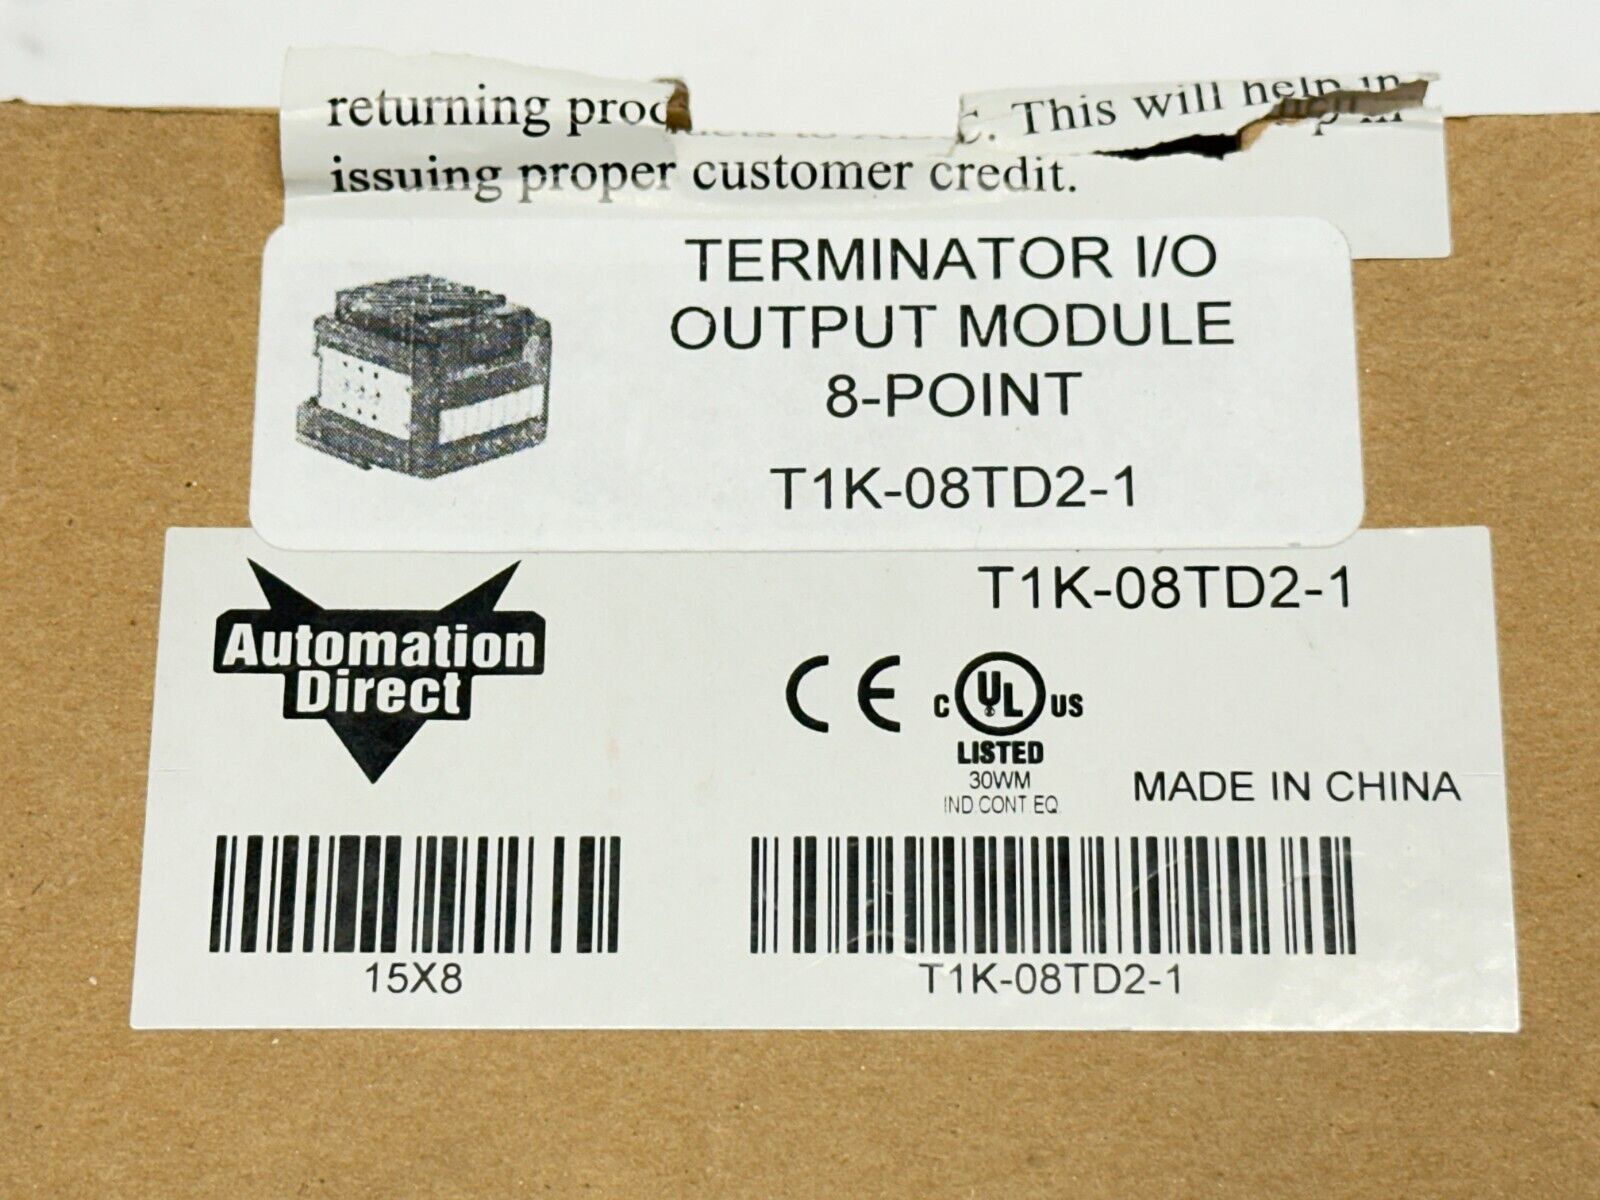 returning
to This will help in
issuing proper customer credit.
TERMINATOR I/O
OUTPUT MODULE
8-POINT
T1K-08TD2-1
T1K-08TD2-1
Automation
Direct
CE
C UL US
LISTED
30WM
IND.CONT.EQ.
MADE IN CHINA
15X8
T1K-08TD2-1